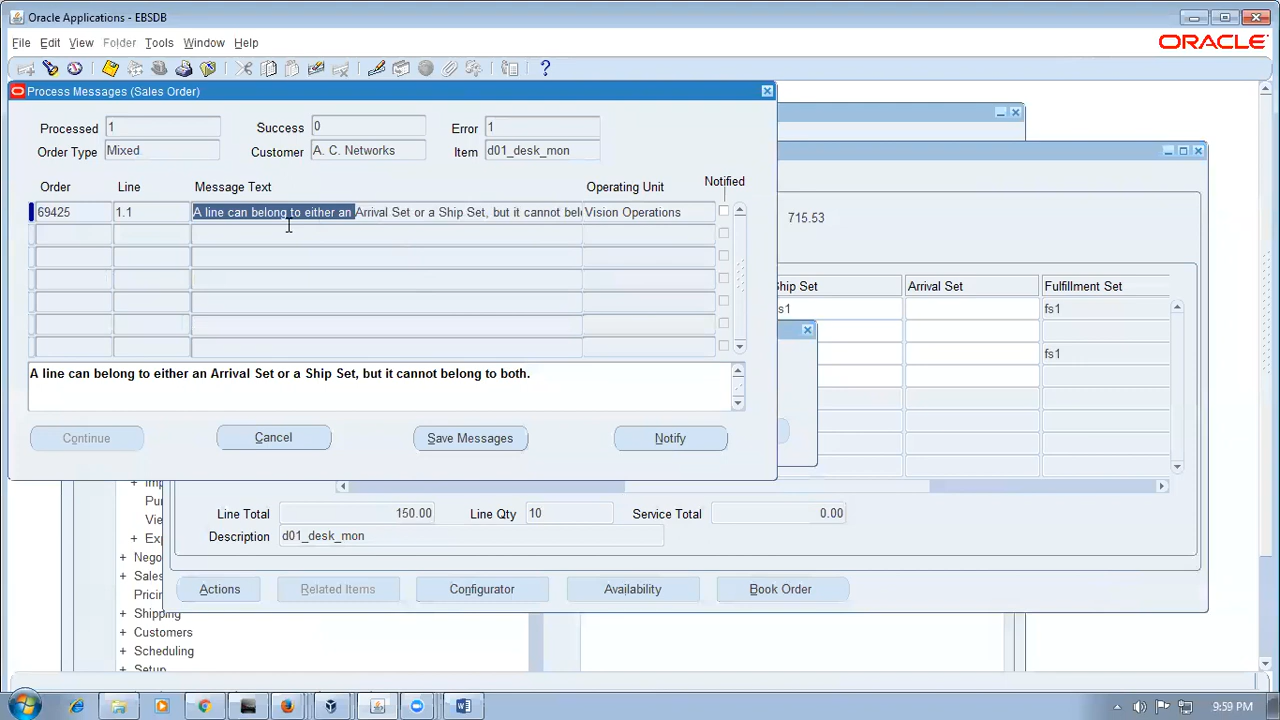 Oracle Applications - EBSDB
File Edit View Folder Tools Window Help
ORACLE
Process Messages (Sales Order)
Processed 1 Success 0 Error 1
Order Type Mixed Customer A. C. Networks Item d01_desk_mon
Order Line Message Text Operating Unit Notified
69425 1.1 A line can belong to either an Arrival Set or a Ship Set, but it cannot bel Vision Operations
A line can belong to either an Arrival Set or a Ship Set, but it cannot belong to both.
Continue Cancel Save Messages Notify
715.53
Ship Set Arrival Set Fulfillment Set
s1 fs1
fs1
Line Total 150.00 Line Qty 10 Service Total 0.00
Description d01_desk_mon
Actions Related Items Configurator Availability Book Order
Pur
Vie
+ Exp
+ Nego
+ Sales
Pricin
+ Shipping
+ Customers
+ Scheduling
+ Setup
9:59 PM